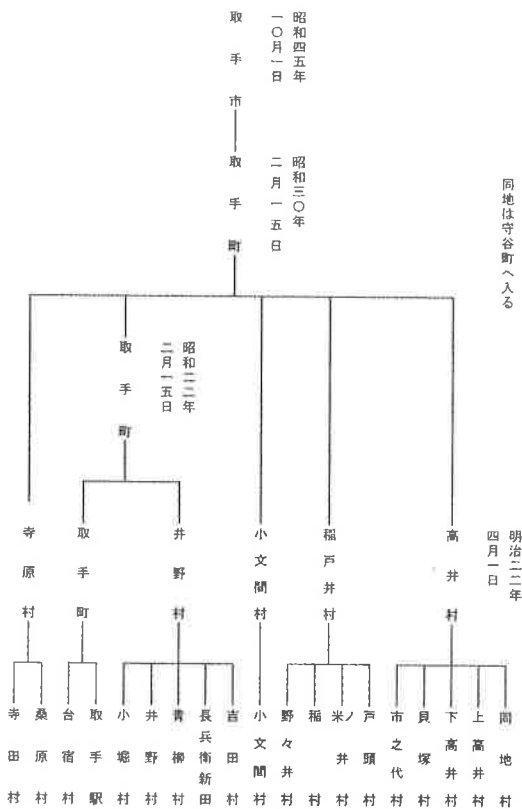 同地は守谷町へ入る
昭和四五年
一〇月一日
取手市
昭和三〇年
二月一五日
取手町
昭和二二年
二月一五日
取手町
明治二二年
四月一日
高井村
稲戸井村
小文間村
井野村
取手町
寺原村
同地村
上高井村
下高井村
貝塚村
市之代村
戸頭村
米ノ井村
稲村
野々井村
小文間村
吉田村
長兵衛新田
青柳村
井野村
小堀村
取手駅
台宿村
桑原村
寺田村